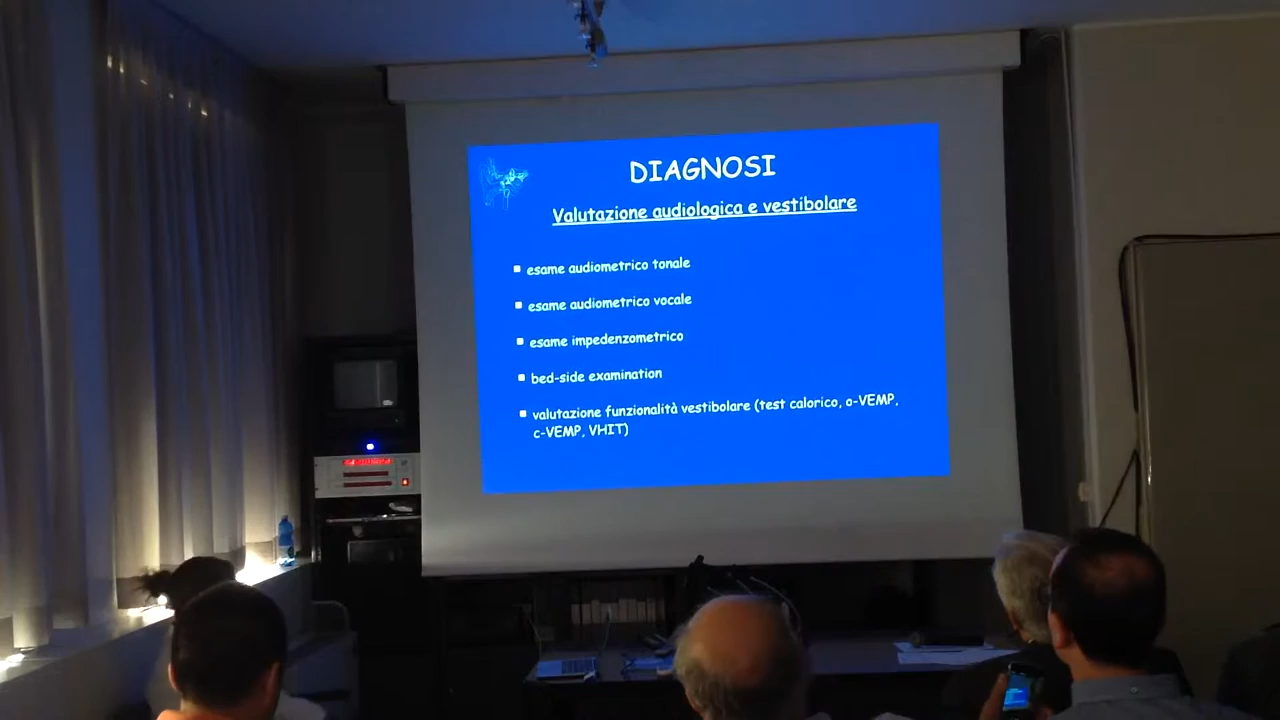 DIAGNOSI
Valutazione audiologica e vestibolare
esame audiometrico tonale
esame audiometrico vocale
esame impedenzometrico
bed-side examination
valutazione funzionalità vestibolare (test calorico, o-VEMP,
c-VEMP, VHIT)